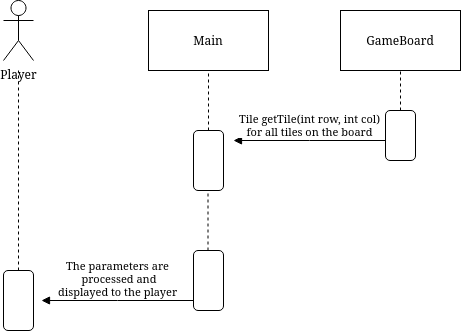 Main
GameBoard
Player
Tile getTile(int row, int col)
for all tiles on the board
The parameters are
processed and
displayed to the player